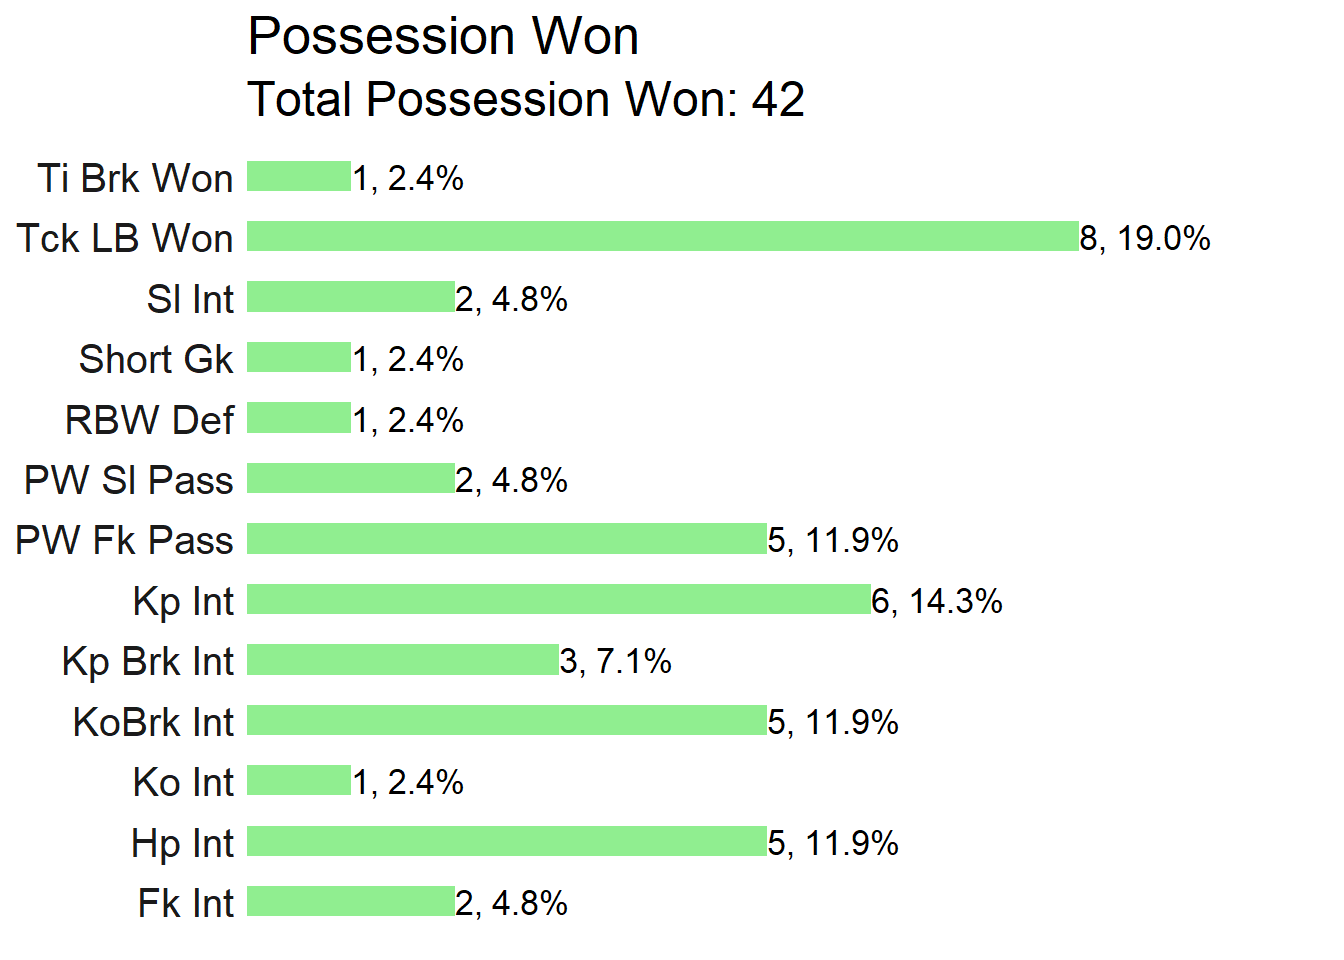 Possession Won
Total Possession Won: 42
Ti Brk Won 1, 2.4%
Tck LB Won 8, 19.0%
Sl Int 2, 4.8%
Short Gk 1, 2.4%
RBW Def 1, 2.4%
PW Sl Pass 2, 4.8%
PW Fk Pass 5, 11.9%
Kp Int 6, 14.3%
Kp Brk Int 3, 7.1%
KoBrk Int 5, 11.9%
Ko Int 1, 2.4%
Hp Int 5, 11.9%
Fk Int 2, 4.8%